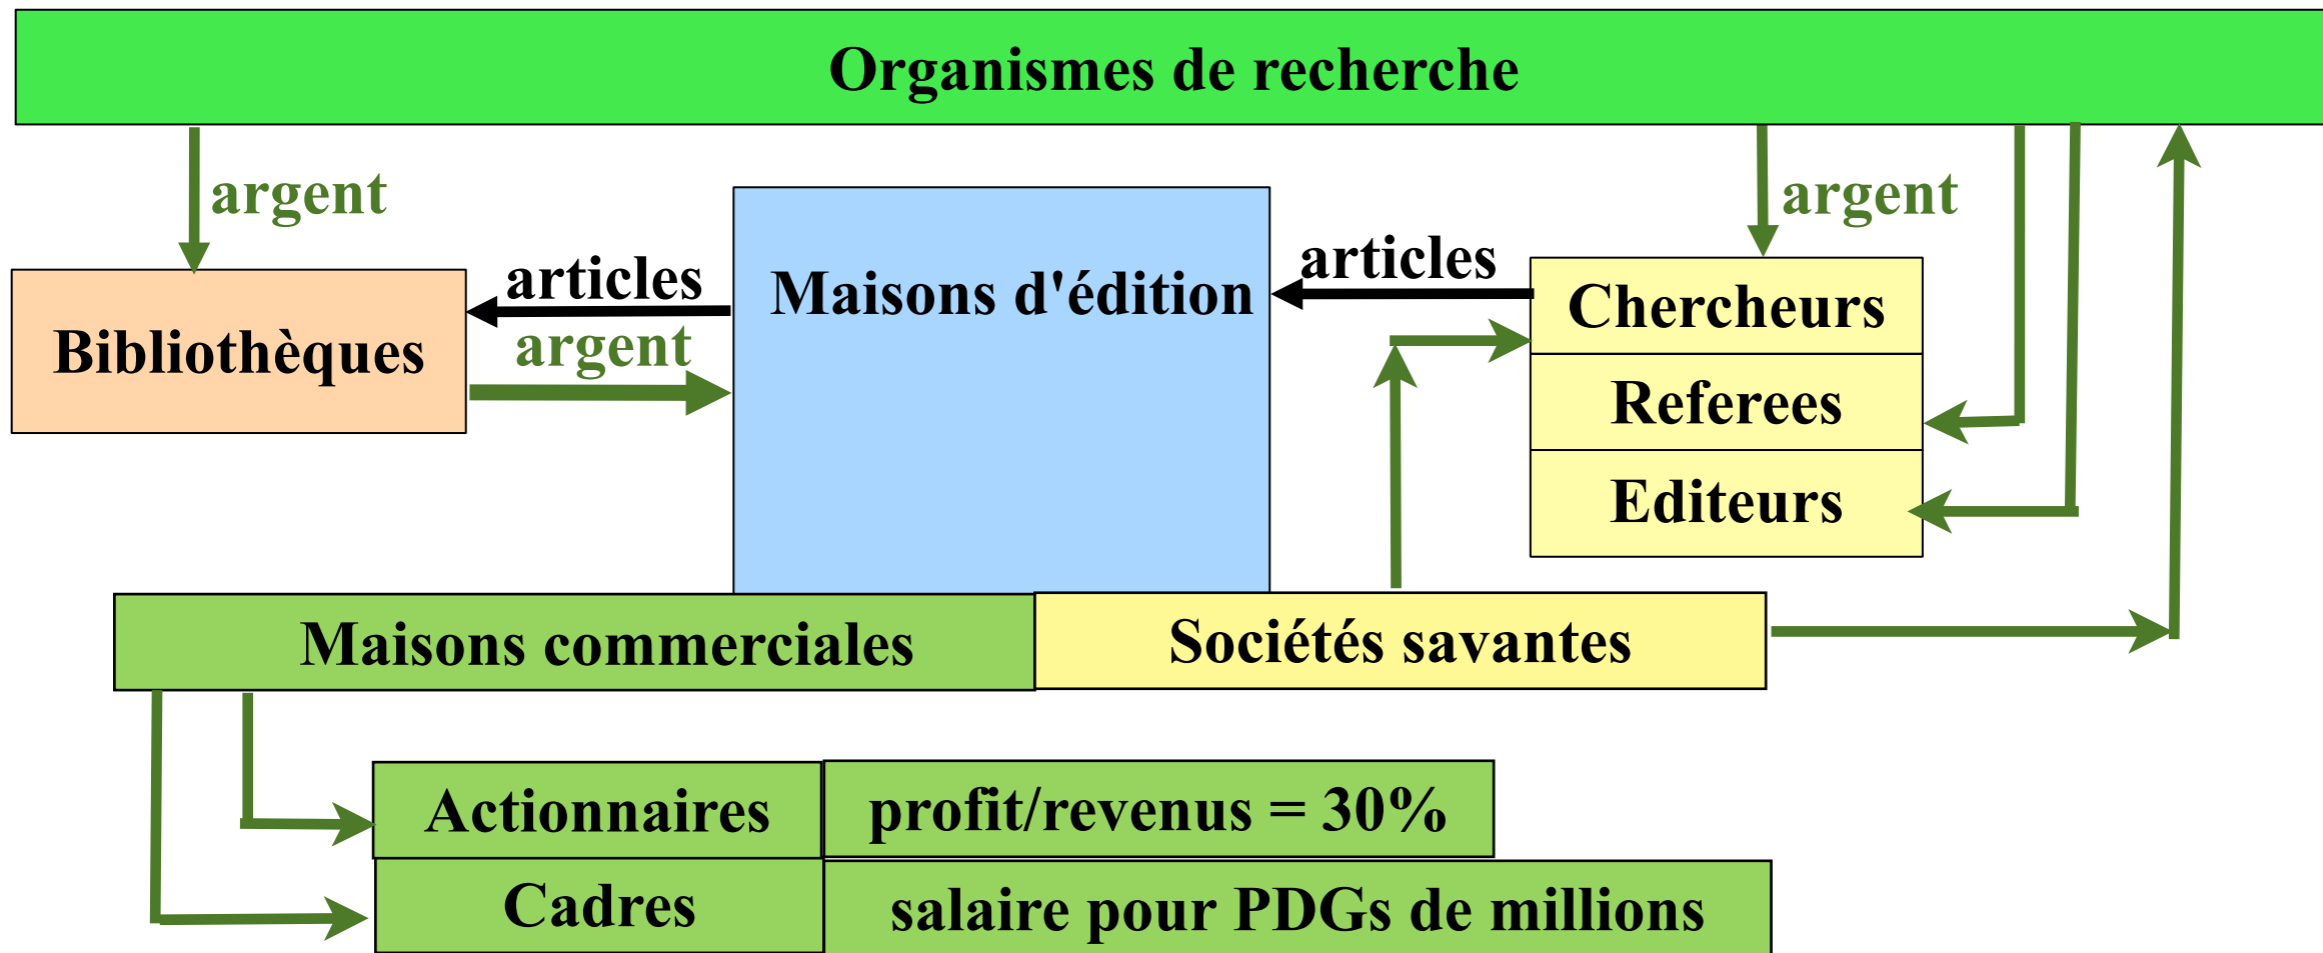 Organismes de recherche
argent
argent
articles
articles
Maisons d'édition
Chercheurs
Bibliothèques
argent
Referees
Editeurs
Maisons commerciales
Sociétés savantes
Actionnaires
profit/revenus = 30%
Cadres
salaire pour PDGs de millions